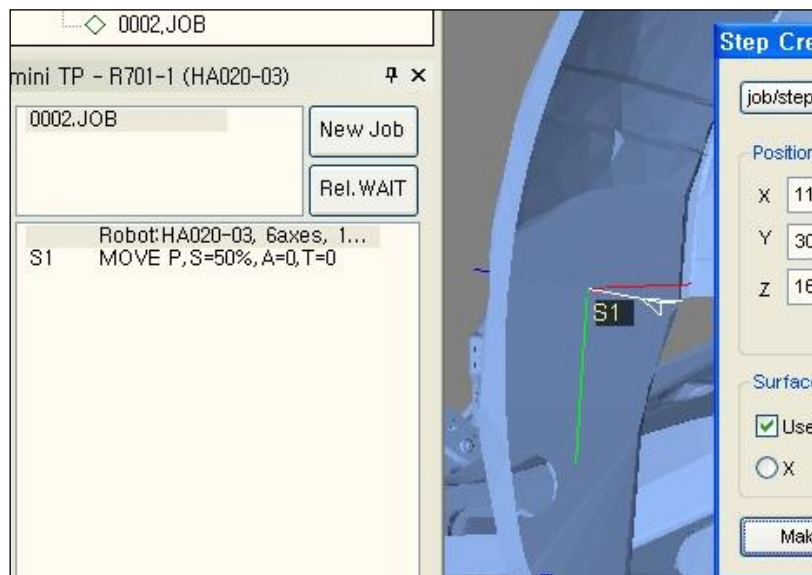 0002,JOB
mini TP - R701-1 (HA020-03)
0002,JOB
New Job
Rel. WAIT
Robot:HA020-03, 6axes, 1...
S1 MOVE P,S=50%,A=0,T=0
S1
Step Cre
job/step
Position
X 11
Y 30
Z 16
Surfac
Use
X
Mak